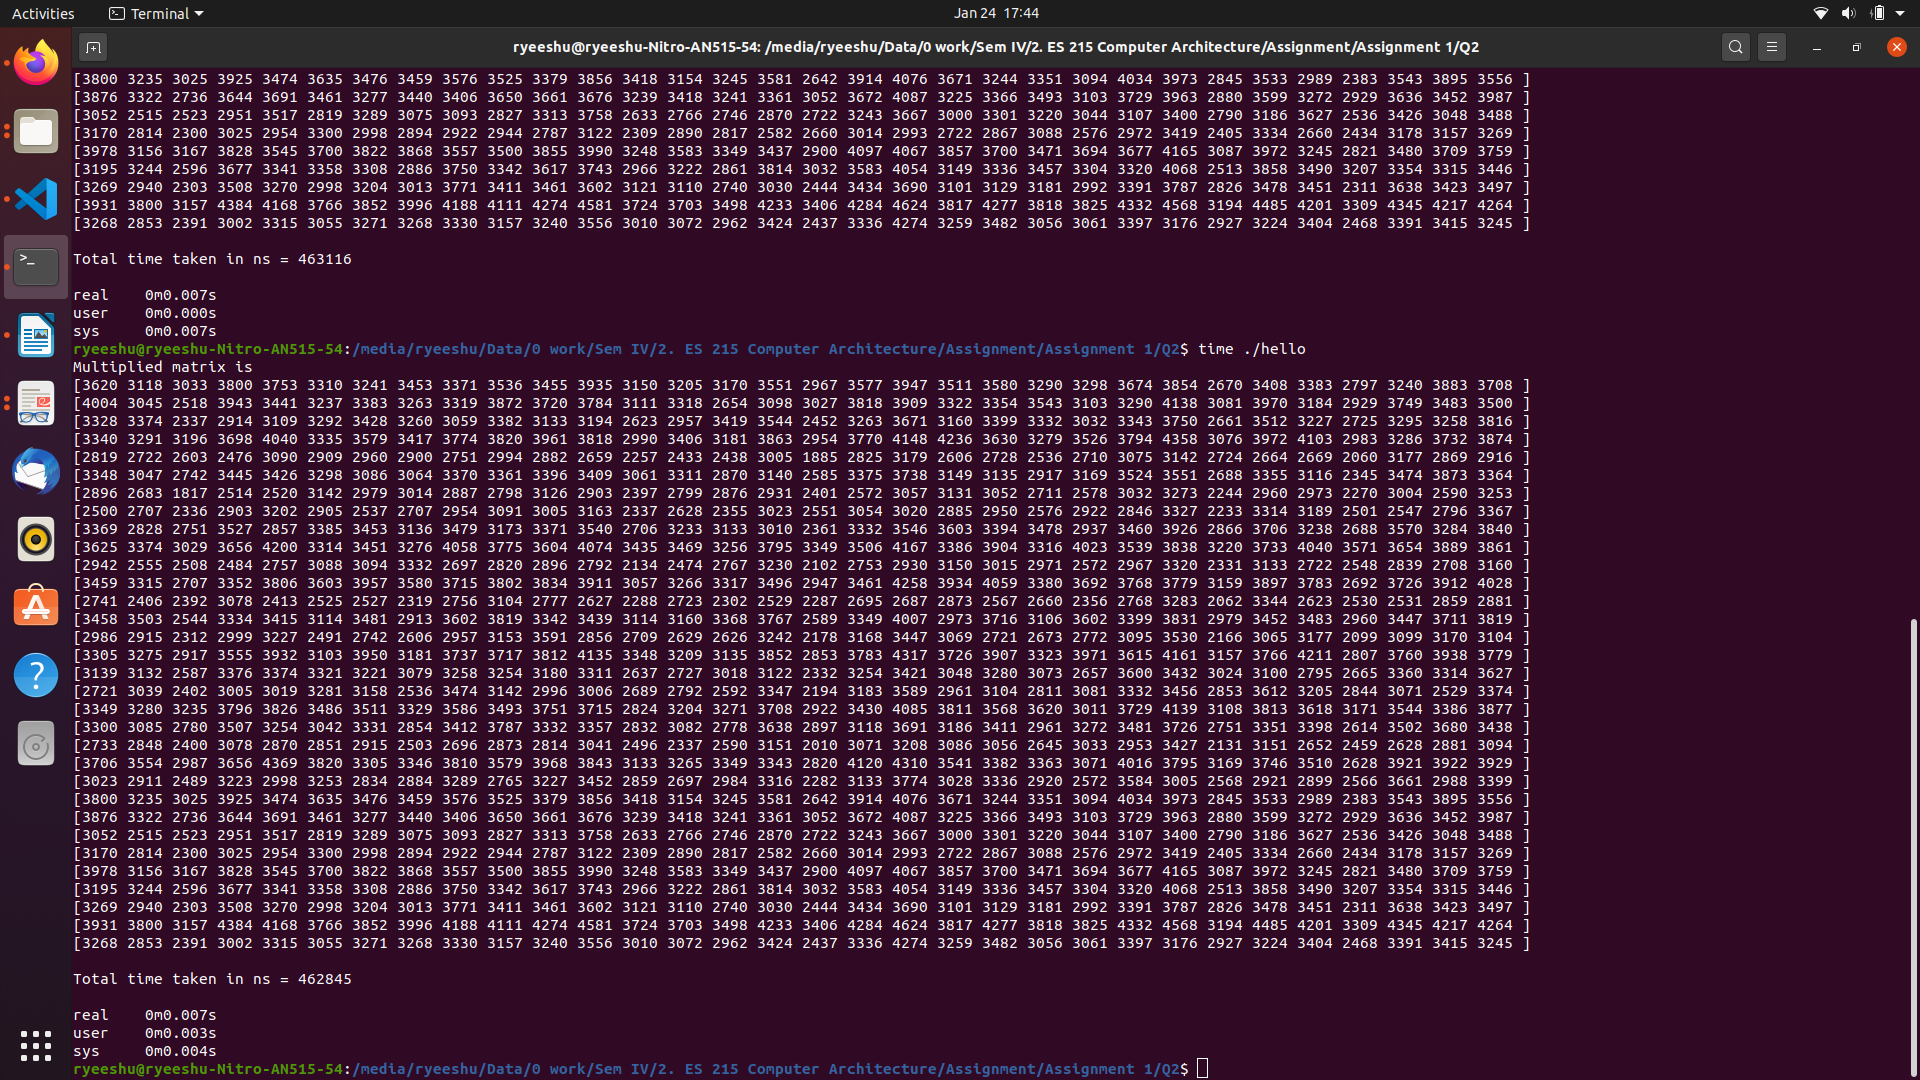 Activities
Terminal
Jan 24 17:44
ryeeshu@ryeeshu-Nitro-AN515-54: /media/ryeeshu/Data/0 work/Sem IV/2. ES 215 Computer Architecture/Assignment/Assignment 1/Q2
[3800 3235 3025 3925 3474 3635 3476 3459 3576 3525 3379 3856 3418 3154 3245 3581 2642 3914 4076 3671 3244 3351 3094 4034 3973 2845 3533 2989 2383 3543 3895 3556 ]
[3876 3322 2736 3644 3691 3461 3277 3440 3406 3650 3661 3676 3239 3418 3241 3361 3052 3672 4087 3225 3366 3493 3103 3729 3963 2880 3599 3272 2929 3636 3452 3987 ]
[3052 2515 2523 2951 3517 2819 3289 3075 3093 2827 3313 3758 2633 2766 2746 2870 2722 3243 3667 3000 3301 3220 3044 3107 3400 2790 3186 3627 2536 3426 3048 3488 ]
[3170 2814 2300 3025 2954 3300 2998 2894 2922 2944 2787 3122 2309 2890 2817 2582 2660 3014 2993 2722 2867 3088 2576 2972 3419 2405 3334 2660 2434 3178 3157 3269 ]
[3978 3156 3167 3828 3545 3700 3822 3868 3557 3500 3855 3990 3248 3583 3349 3437 2900 4097 4067 3857 3700 3471 3694 3677 4165 3087 3972 3245 2821 3480 3709 3759 ]
[3195 3244 2596 3677 3341 3358 3308 2886 3750 3342 3617 3743 2966 3222 2861 3814 3032 3583 4054 3149 3336 3457 3304 3320 4068 2513 3858 3490 3207 3354 3315 3446 ]
[3269 2940 2303 3508 3270 2998 3204 3013 3771 3411 3461 3602 3121 3110 2740 3030 2444 3434 3690 3101 3129 3181 2992 3391 3787 2826 3478 3451 2311 3638 3423 3497 ]
[3931 3800 3157 4384 4168 3766 3852 3996 4188 4111 4274 4581 3724 3703 3498 4233 3406 4284 4624 3817 4277 3818 3825 4332 4568 3194 4485 4201 3309 4345 4217 4264 ]
[3268 2853 2391 3002 3315 3055 3271 3268 3330 3157 3240 3556 3010 3072 2962 3424 2437 3336 4274 3259 3482 3056 3061 3397 3176 2927 3224 3404 2468 3391 3415 3245 ]
Total time taken in ns = 463116
real 0m0.007s
user 0m0.000s
sys 0m0.007s
ryeeshu@ryeeshu-Nitro-AN515-54:/media/ryeeshu/Data/0 work/Sem IV/2. ES 215 Computer Architecture/Assignment/Assignment 1/Q2$ time ./hello
Multiplied matrix is
[3620 3118 3033 3800 3753 3310 3241 3453 3371 3536 3455 3935 3150 3205 3170 3551 2967 3577 3947 3511 3580 3290 3298 3674 3854 2670 3408 3383 2797 3240 3883 3708 ]
[4004 3045 2518 3943 3441 3237 3383 3263 3319 3872 3720 3784 3111 3318 2654 3098 3027 3818 3909 3322 3354 3543 3103 3290 4138 3081 3970 3184 2929 3749 3483 3500 ]
[3328 3374 2337 2914 3109 3292 3428 3260 3059 3382 3133 3194 2623 2957 3419 3544 2452 3263 3671 3160 3399 3332 3032 3343 3750 2661 3512 3227 2725 3295 3258 3816 ]
[3340 3291 3196 3698 4040 3335 3579 3417 3774 3820 3961 3818 2990 3406 3181 3863 2954 3770 4148 4236 3630 3279 3526 3794 4358 3076 3972 4103 2983 3286 3732 3874 ]
[2819 2722 2603 2476 3090 2909 2960 2900 2751 2994 2882 2659 2257 2433 2438 3005 1885 2825 3179 2606 2728 2536 2710 3075 3142 2724 2664 2669 2060 3177 2869 2916 ]
[3348 3047 2742 3445 3426 3298 3086 3064 3370 3361 3396 3409 3061 3311 2870 3140 2585 3375 3738 3149 3135 2917 3169 3524 3551 2688 3355 3116 2345 3474 3873 3364 ]
[2896 2683 1817 2514 2520 3142 2979 3014 2887 2798 3126 2903 2397 2799 2876 2931 2401 2572 3057 3131 3052 2711 2578 3032 3273 2244 2960 2973 2270 3004 2590 3253 ]
[2500 2707 2336 2903 3202 2905 2537 2707 2954 3091 3005 3163 2337 2628 2355 3023 2551 3054 3020 2885 2950 2576 2922 2846 3327 2233 3314 3189 2501 2547 2796 3367 ]
[3369 2828 2751 3527 2857 3385 3453 3136 3479 3173 3371 3540 2706 3233 3133 3010 2361 3332 3546 3603 3394 3478 2937 3460 3926 2866 3706 3238 2688 3570 3284 3840 ]
[3625 3374 3029 3656 4200 3314 3451 3276 4058 3775 3604 4074 3435 3469 3256 3795 3349 3506 4167 3386 3904 3316 4023 3539 3838 3220 3733 4040 3571 3654 3889 3861 ]
[2942 2555 2508 2484 2757 3088 3094 3332 2697 2820 2896 2792 2134 2474 2767 3230 2102 2753 2930 3150 3015 2971 2572 2967 3320 2331 3133 2722 2548 2839 2708 3160 ]
[3459 3315 2707 3352 3806 3603 3957 3580 3715 3802 3834 3911 3057 3266 3317 3496 2947 3461 4258 3934 4059 3380 3692 3768 3779 3159 3897 3783 2692 3726 3912 4028 ]
[2741 2406 2392 3078 2413 2525 2527 2319 2756 3104 2777 2627 2288 2723 2302 2529 2287 2695 2687 2873 2567 2660 2356 2768 3283 2062 3344 2623 2530 2531 2859 2881 ]
[3458 3503 2544 3334 3415 3114 3481 2913 3602 3819 3342 3439 3114 3160 3368 3767 2589 3349 4007 2973 3716 3106 3602 3399 3831 2979 3452 3483 2960 3447 3711 3819 ]
[2986 2915 2312 2999 3227 2491 2742 2606 2957 3153 3591 2856 2709 2629 2626 3242 2178 3168 3447 3069 2721 2673 2772 3095 3530 2166 3065 3177 2099 3099 3170 3104 ]
[3305 3275 2917 3555 3932 3103 3950 3181 3737 3717 3812 4135 3348 3209 3135 3852 2853 3783 4317 3726 3907 3323 3971 3615 4161 3157 3766 4211 2807 3760 3938 3779 ]
[3139 3132 2587 3376 3374 3321 3221 3079 3258 3254 3180 3311 2637 2727 3018 3122 2332 3254 3421 3048 3280 3073 2657 3600 3432 3024 3100 2795 2665 3360 3314 3627 ]
[2721 3039 2402 3005 3019 3281 3158 2536 3474 3142 2996 3006 2689 2792 2592 3347 2194 3183 3589 2961 3104 2811 3081 3332 3456 2853 3612 3205 2844 3071 2529 3374 ]
[3349 3280 3235 3796 3826 3486 3511 3329 3586 3493 3751 3715 2824 3204 3271 3708 2922 3430 4085 3811 3568 3620 3011 3729 4139 3108 3813 3618 3171 3544 3386 3877 ]
[3300 3085 2780 3507 3254 3042 3331 2854 3412 3787 3332 3357 2832 3082 2778 3638 2897 3118 3691 3186 3411 2961 3272 3481 3726 2751 3351 3398 2614 3502 3680 3438 ]
[2733 2848 2400 3078 2870 2851 2915 2503 2696 2873 2814 3041 2496 2337 2590 3151 2010 3071 3208 3086 3056 2645 3033 2953 3427 2131 3151 2652 2459 2628 2881 3094 ]
[3706 3554 2987 3656 4369 3820 3305 3346 3810 3579 3968 3843 3133 3265 3349 3343 2820 4120 4310 3541 3382 3363 3071 4016 3795 3169 3746 3510 2628 3921 3922 3929 ]
[3023 2911 2489 3223 2998 3253 2834 2884 3289 2765 3227 3452 2859 2697 2984 3316 2282 3133 3774 3028 3336 2920 2572 3584 3005 2568 2921 2899 2566 3661 2988 3399 ]
[3800 3235 3025 3925 3474 3635 3476 3459 3576 3525 3379 3856 3418 3154 3245 3581 2642 3914 4076 3671 3244 3351 3094 4034 3973 2845 3533 2989 2383 3543 3895 3556 ]
[3876 3322 2736 3644 3691 3461 3277 3440 3406 3650 3661 3676 3239 3418 3241 3361 3052 3672 4087 3225 3366 3493 3103 3729 3963 2880 3599 3272 2929 3636 3452 3987 ]
[3052 2515 2523 2951 3517 2819 3289 3075 3093 2827 3313 3758 2633 2766 2746 2870 2722 3243 3667 3000 3301 3220 3044 3107 3400 2790 3186 3627 2536 3426 3048 3488 ]
[3170 2814 2300 3025 2954 3300 2998 2894 2922 2944 2787 3122 2309 2890 2817 2582 2660 3014 2993 2722 2867 3088 2576 2972 3419 2405 3334 2660 2434 3178 3157 3269 ]
[3978 3156 3167 3828 3545 3700 3822 3868 3557 3500 3855 3990 3248 3583 3349 3437 2900 4097 4067 3857 3700 3471 3694 3677 4165 3087 3972 3245 2821 3480 3709 3759 ]
[3195 3244 2596 3677 3341 3358 3308 2886 3750 3342 3617 3743 2966 3222 2861 3814 3032 3583 4054 3149 3336 3457 3304 3320 4068 2513 3858 3490 3207 3354 3315 3446 ]
[3269 2940 2303 3508 3270 2998 3204 3013 3771 3411 3461 3602 3121 3110 2740 3030 2444 3434 3690 3101 3129 3181 2992 3391 3787 2826 3478 3451 2311 3638 3423 3497 ]
[3931 3800 3157 4384 4168 3766 3852 3996 4188 4111 4274 4581 3724 3703 3498 4233 3406 4284 4624 3817 4277 3818 3825 4332 4568 3194 4485 4201 3309 4345 4217 4264 ]
[3268 2853 2391 3002 3315 3055 3271 3268 3330 3157 3240 3556 3010 3072 2962 3424 2437 3336 4274 3259 3482 3056 3061 3397 3176 2927 3224 3404 2468 3391 3415 3245 ]
Total time taken in ns = 462845
real 0m0.007s
user 0m0.003s
sys 0m0.004s
ryeeshu@ryeeshu-Nitro-AN515-54:/media/ryeeshu/Data/0 work/Sem IV/2. ES 215 Computer Architecture/Assignment/Assignment 1/Q2$